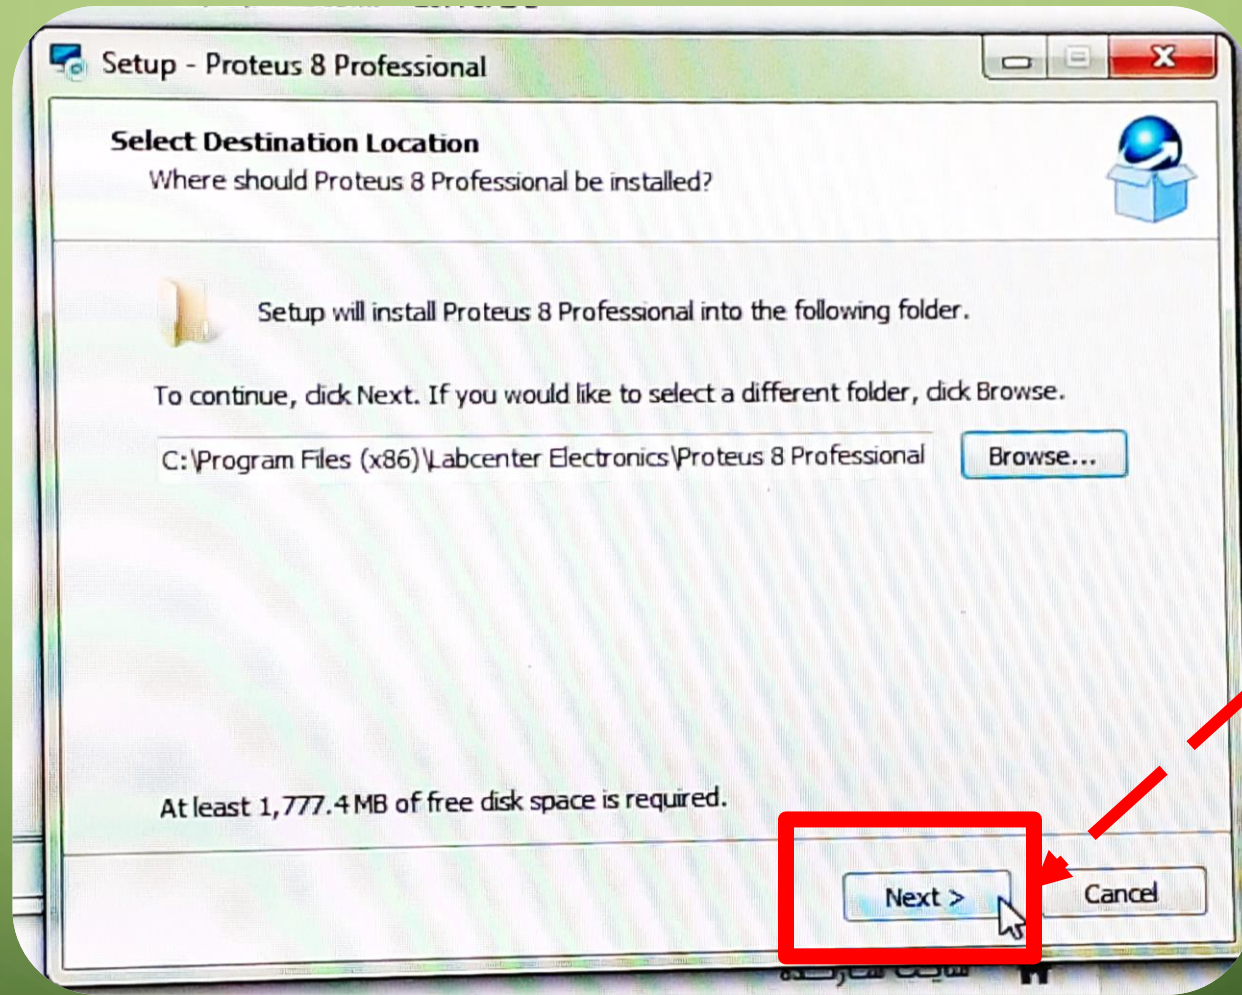 Setup - Proteus 8 Professional
Select Destination Location
Where should Proteus 8 Professional be installed?
Setup will install Proteus 8 Professional into the following folder.
To continue, click Next. If you would like to select a different folder, click Browse.
C:\Program Files (x86)\Labcenter Electronics\Proteus 8 Professional
Browse...
At least 1,777.4 MB of free disk space is required.
Next >
Cancel